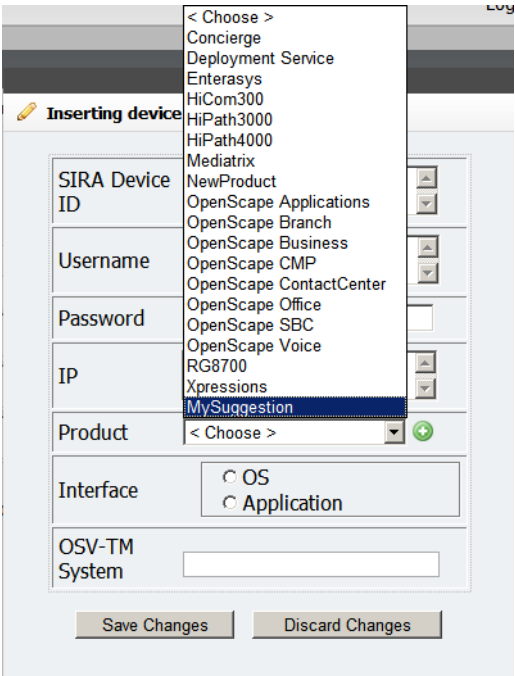 Log
< Choose >
Concierge
Deployment Service
Enterasys
HiCom300
HiPath3000
HiPath4000
Mediatrix
NewProduct
OpenScape Applications
OpenScape Branch
OpenScape Business
OpenScape CMP
OpenScape ContactCenter
OpenScape Office
OpenScape SBC
OpenScape Voice
RG8700
Xpressions
MySuggestion
Inserting device
SIRA Device
ID
Username
Password
IP
Product
< Choose >
Interface
OS
Application
OSV-TM
System
Save Changes
Discard Changes